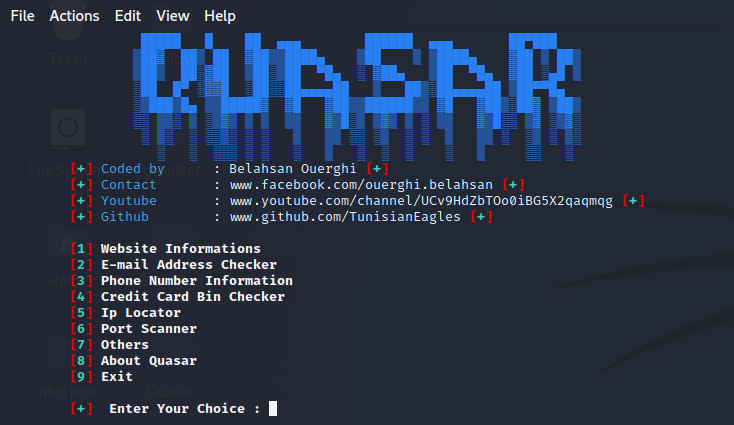 File Actions Edit View Help
QUASAR
[+] Coded by : Belahsan Ouerghi [+]
[+] Contact : www.facebook.com/ouerghi.belahsan [+]
[+] Youtube : www.youtube.com/channel/UCv9HdZbTOo0iBG5X2qaqmqg [+]
[+] Github : www.github.com/TunisianEagles [+]
[1] Website Informations
[2] E-mail Address Checker
[3] Phone Number Information
[4] Credit Card Bin Checker
[5] Ip Locator
[6] Port Scanner
[7] Others
[8] About Quasar
[9] Exit
[+] Enter Your Choice :